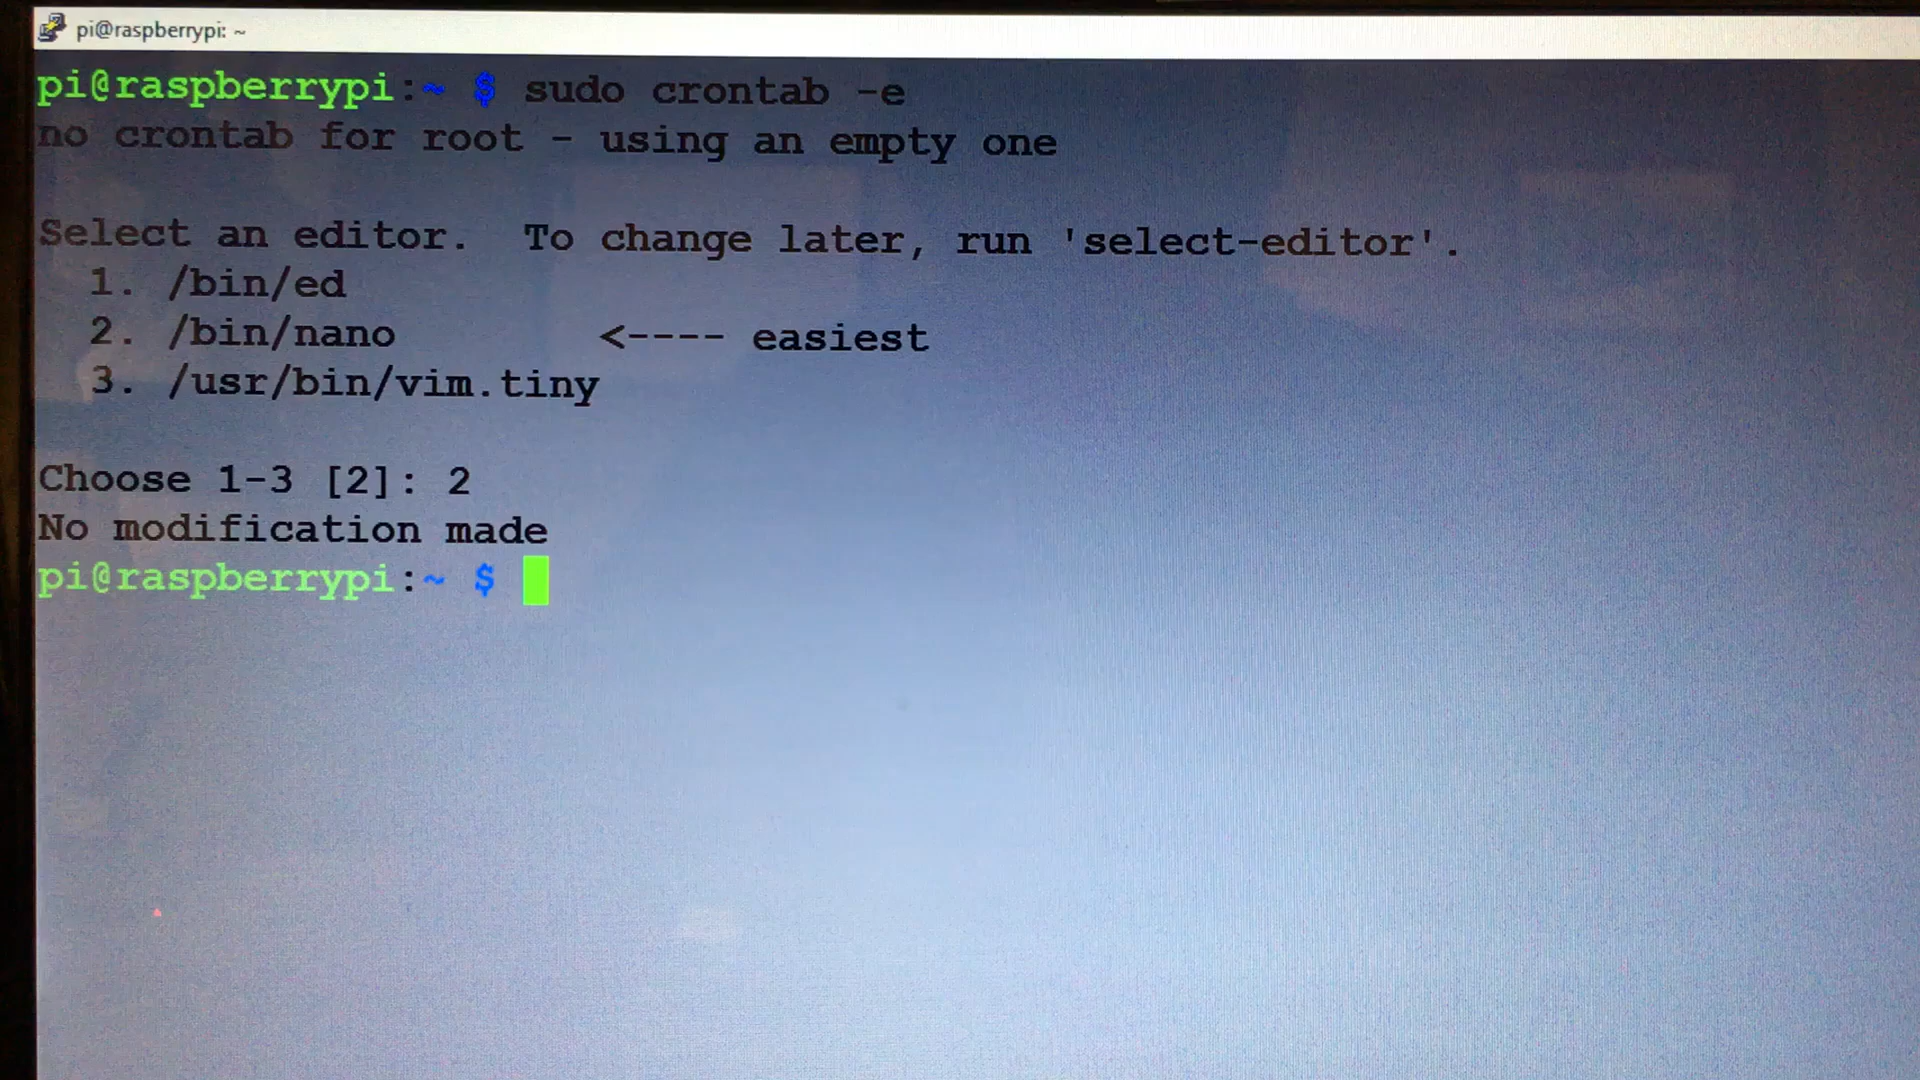 pi@raspberrypi: ~
pi@raspberrypi:~ $ sudo crontab -e
no crontab for root - using an empty one
Select an editor.  To change later, run 'select-editor'.
  1. /bin/ed
  2. /bin/nano        <---- easiest
  3. /usr/bin/vim.tiny
Choose 1-3 [2]: 2
No modification made
pi@raspberrypi:~ $